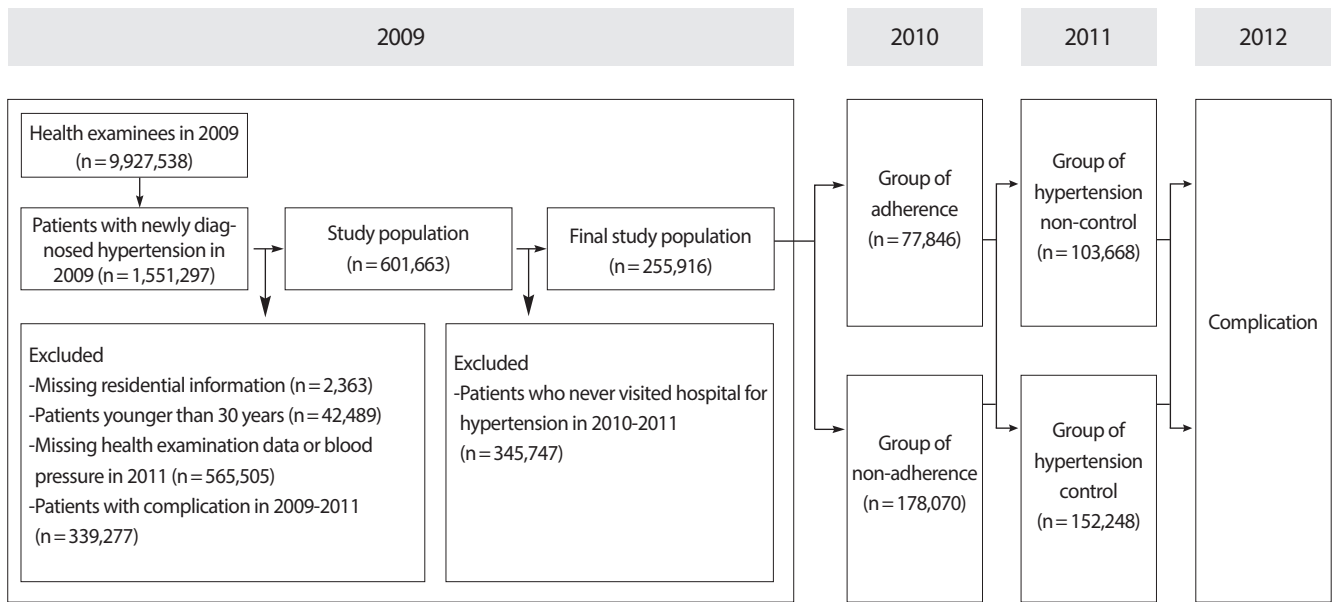 2009
2010
2011
2012
Health examinees in 2009
(n=9,927,538)
Patients with newly diag-
nosed hypertension in
2009 (n=1,551,297)
Study population
(n=601,663)
Final study population
(n=255,916)
Excluded
-Missing residential information (n=2,363)
-Patients younger than 30 years (n=42,489)
-Missing health examination data or blood
pressure in 2011 (n=565,505)
-Patients with complication in 2009-2011
(n=339,277)
Excluded
-Patients who never visited hospital for
hypertension in 2010-2011
(n=345,747)
Group of
adherence
(n=77,846)
Group of
non-adherence
(n=178,070)
Group of
hypertension
non-control
(n=103,668)
Group of
hypertension
control
(n=152,248)
Complication